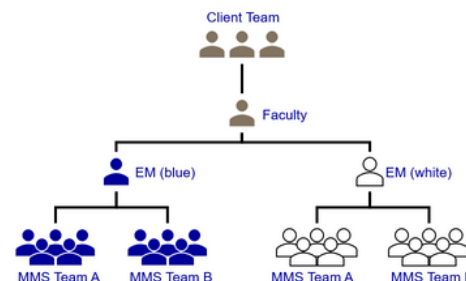 Client Team
Faculty
EM (blue)
EM (white)
MMS Team A
MMS Team B
MMS Team A
MMS Team